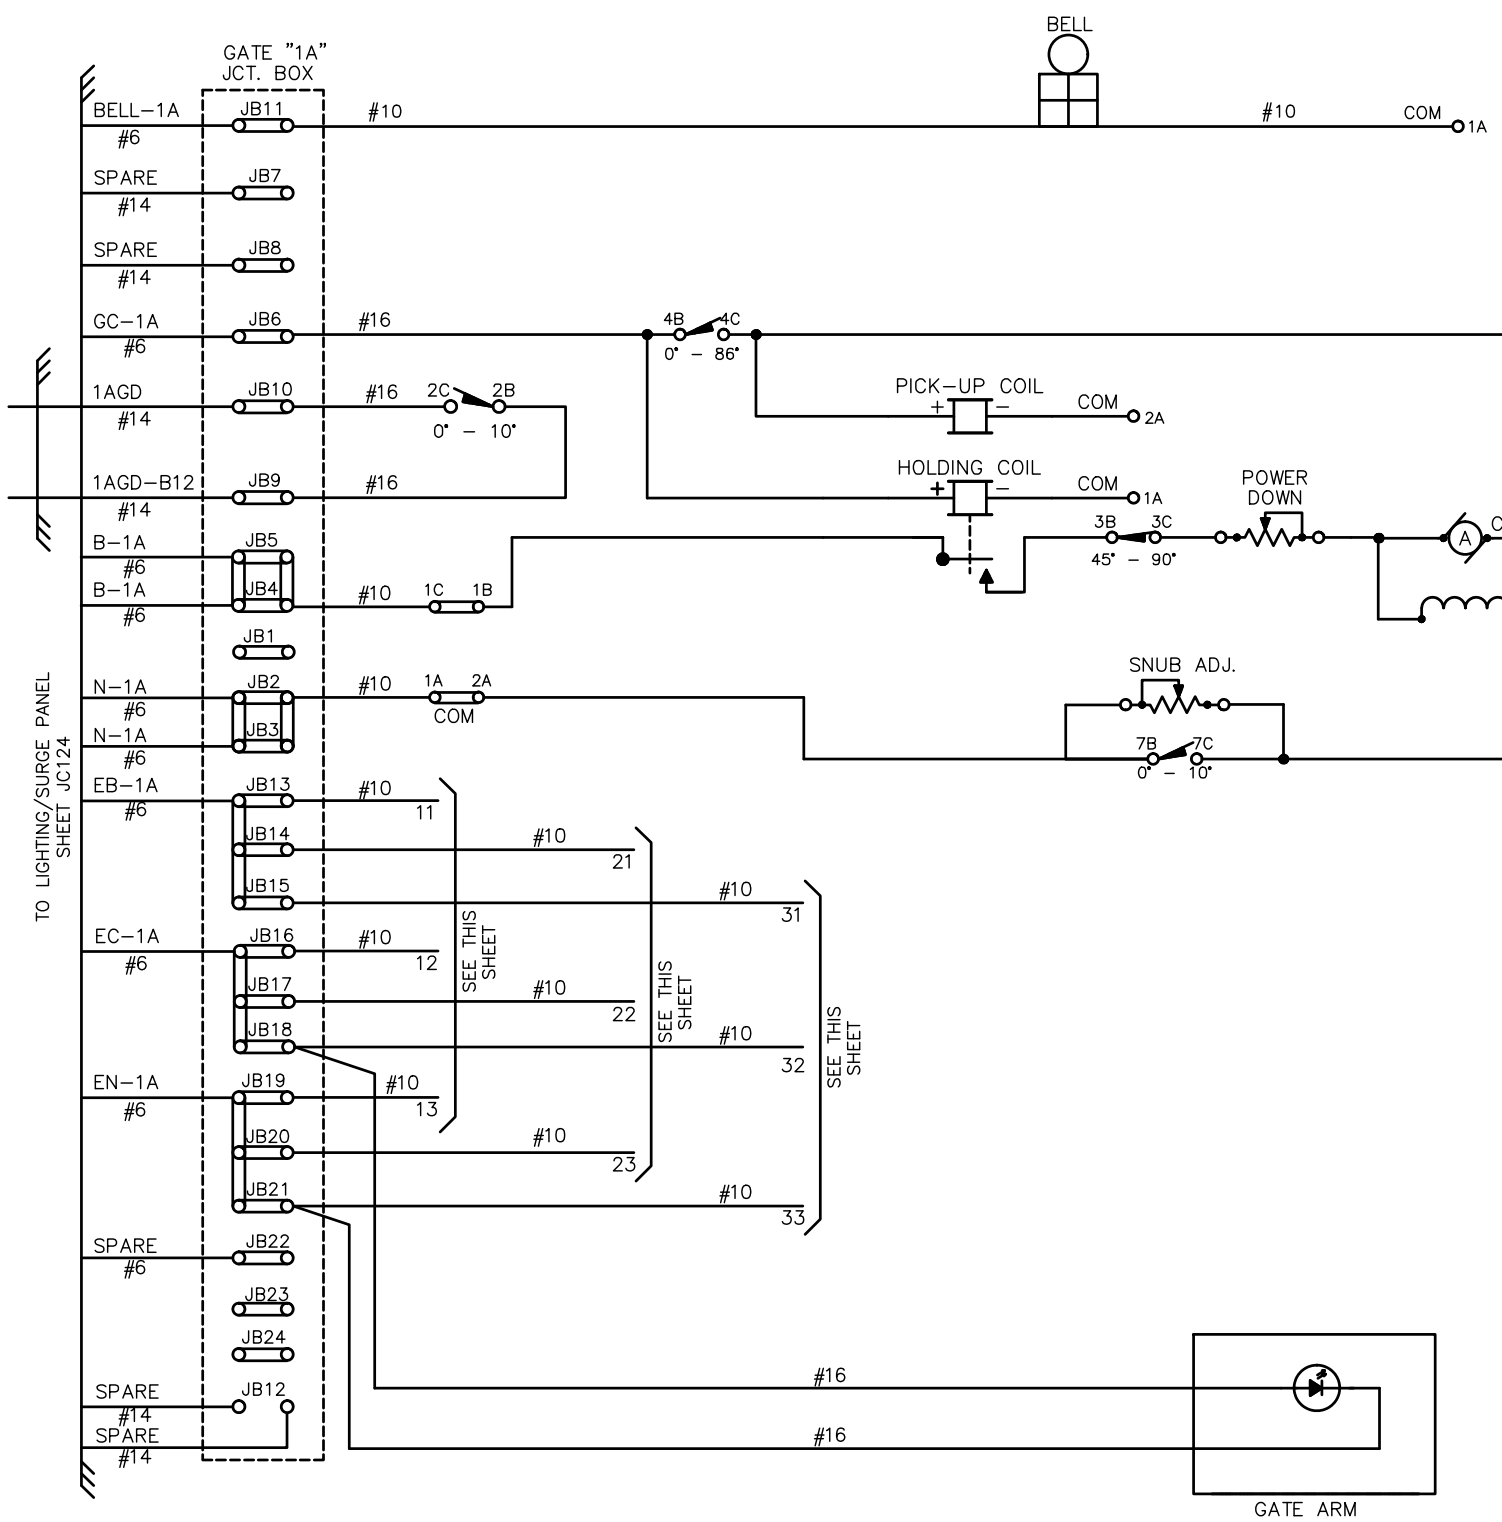 BELL
GATE "1A"
JCT. BOX
BELL-1A
#6
JB11
#10
#10
COM
1A
SPARE
#14
JB7
SPARE
#14
JB8
GC-1A
#6
JB6
#16
4B
4C
0° - 86°
1AGD
#14
JB10
#16
2C
2B
0° - 10°
PICK-UP COIL
+
-
COM
2A
1AGD-B12
#14
JB9
#16
HOLDING COIL
+
-
COM
1A
POWER
DOWN
3B
3C
45° - 90°
A
B-1A
#6
JB5
B-1A
#6
JB4
#10
1C
1B
JB1
N-1A
#6
JB2
#10
1A
2A
COM
N-1A
#6
JB3
SNUB ADJ.
7B
7C
0° - 10°
TO LIGHTING/SURGE PANEL
SHEET JC124
EB-1A
#6
JB13
#10
11
JB14
#10
21
JB15
#10
31
EC-1A
#6
JB16
#10
12
JB17
#10
22
JB18
#10
32
SEE THIS
SHEET
SEE THIS
SHEET
SEE THIS
SHEET
EN-1A
#6
JB19
#10
13
JB20
#10
23
JB21
#10
33
SPARE
#6
JB22
JB23
JB24
SPARE
#14
JB12
SPARE
#14
#16
#16
GATE ARM